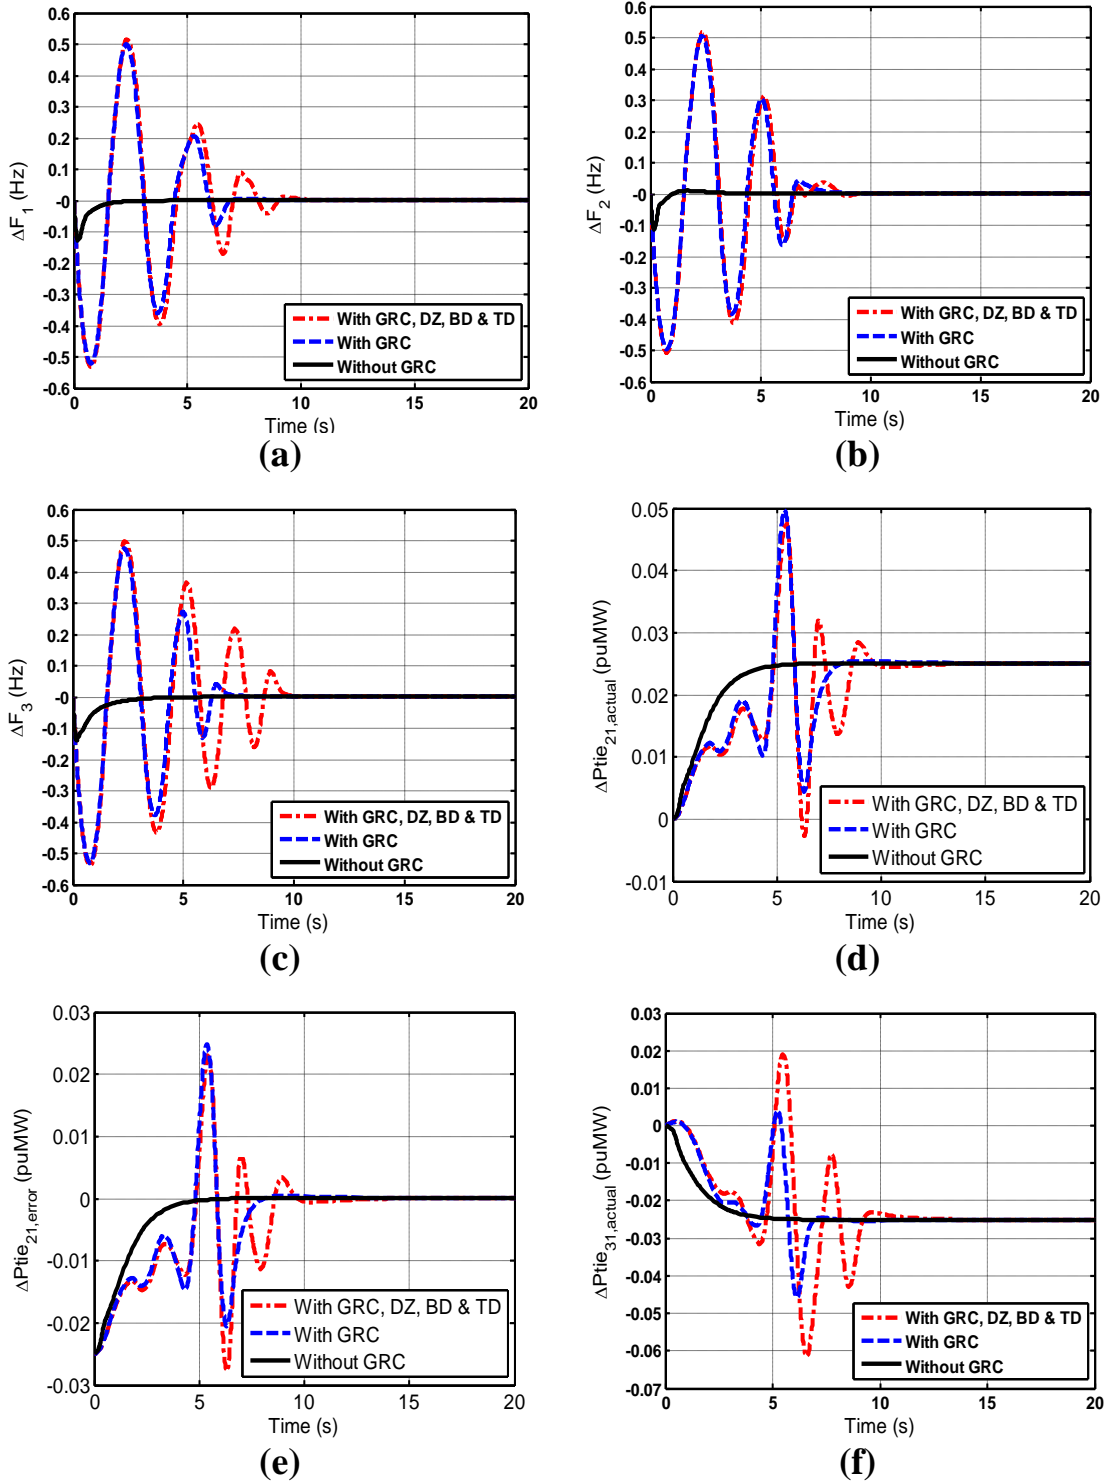 0.6
0.5
0.4
0.3
0.2
0.1
-0
-0.1
-0.2
-0.3
-0.4
-0.5
-0.6
ΔF1 (Hz)
With GRC, DZ, BD & TD
With GRC
Without GRC
0 5 10 15 20
Time (s)
(a)
0.6
0.5
0.4
0.3
0.2
0.1
-0
-0.1
-0.2
-0.3
-0.4
-0.5
0.6
ΔF2 (Hz)
With GRC, DZ, BD & TD
With GRC
Without GRC
0 5 10 15 20
Time (s)
(b)
0.6
0.5
0.4
0.3
0.2
0.1
-0
-0.1
-0.2
-0.3
-0.4
-0.5
-0.6
ΔF3 (Hz)
With GRC, DZ, BD & TD
With GRC
Without GRC
0 5 10 15 20
Time (s)
(c)
0.05
0.04
0.03
0.02
0.01
0
-0.01
ΔPtie21,actual (puMW)
With GRC, DZ, BD & TD
With GRC
Without GRC
0 5 10 15 20
Time (s)
(d)
0.03
0.02
0.01
0
-0.01
-0.02
-0.03
ΔPtie21,error (puMW)
With GRC, DZ, BD & TD
With GRC
Without GRC
0 5 10 15 20
Time (s)
(e)
0.03
0.02
0.01
0
-0.01
-0.02
-0.03
-0.04
-0.05
-0.06
-0.07
ΔPtie31,actual (puMW)
With GRC, DZ, BD & TD
With GRC
Without GRC
0 5 10 15 20
Time (s)
(f)